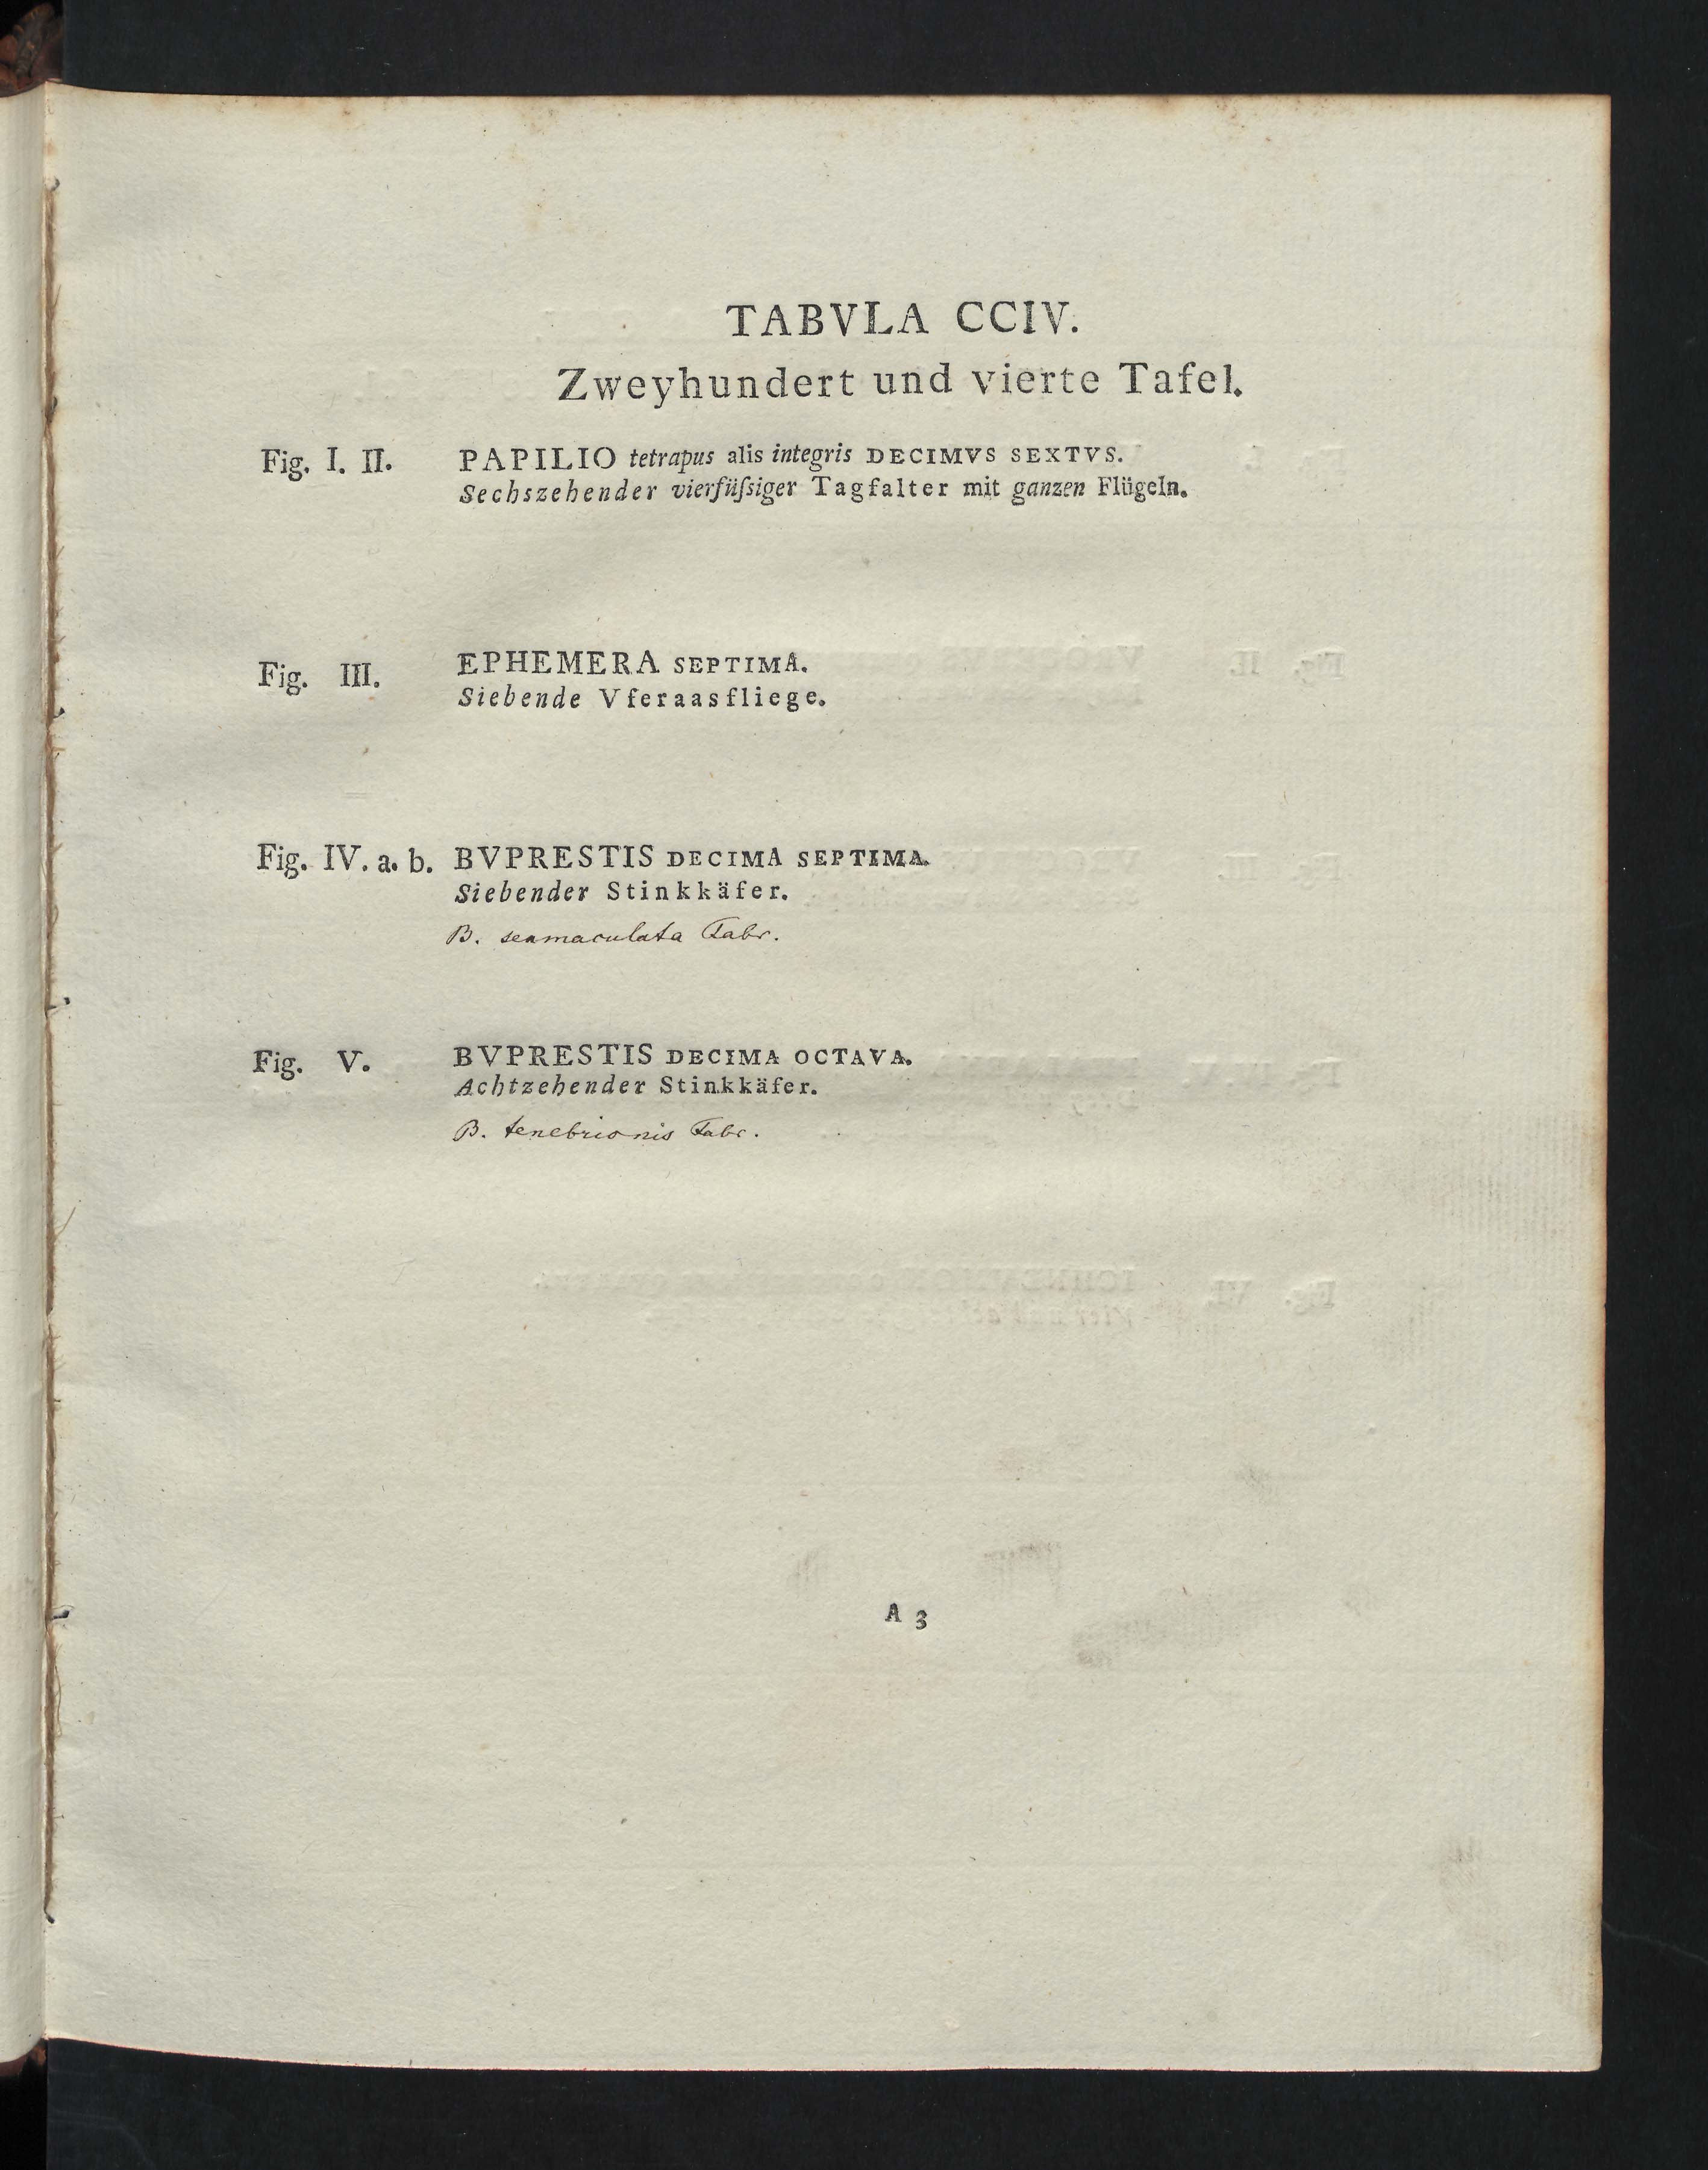 TABVLA CCIV.
Zweyhundert und vierte Tafel.
Fig. I. II. PAPILIO tetrapus alis integris DECIMVS SEXTVS.
Sechszehender vierfüſsiger Tagfalter mit ganzen Flügeln.
Fig. III. EPHEMERA SEPTIMA.
Siebende Vferaasfliege.
Fig. IV. a. b. BVPRESTIS DECIMA SEPTIMA.
Siebender Stinkkäfer.
B. sexmaculata Fabr.
Fig. V. BVPRESTIS DECIMA OCTAVA.
Achtzehender Stinkkäfer.
B. tenebrionis Fabr.
A 3